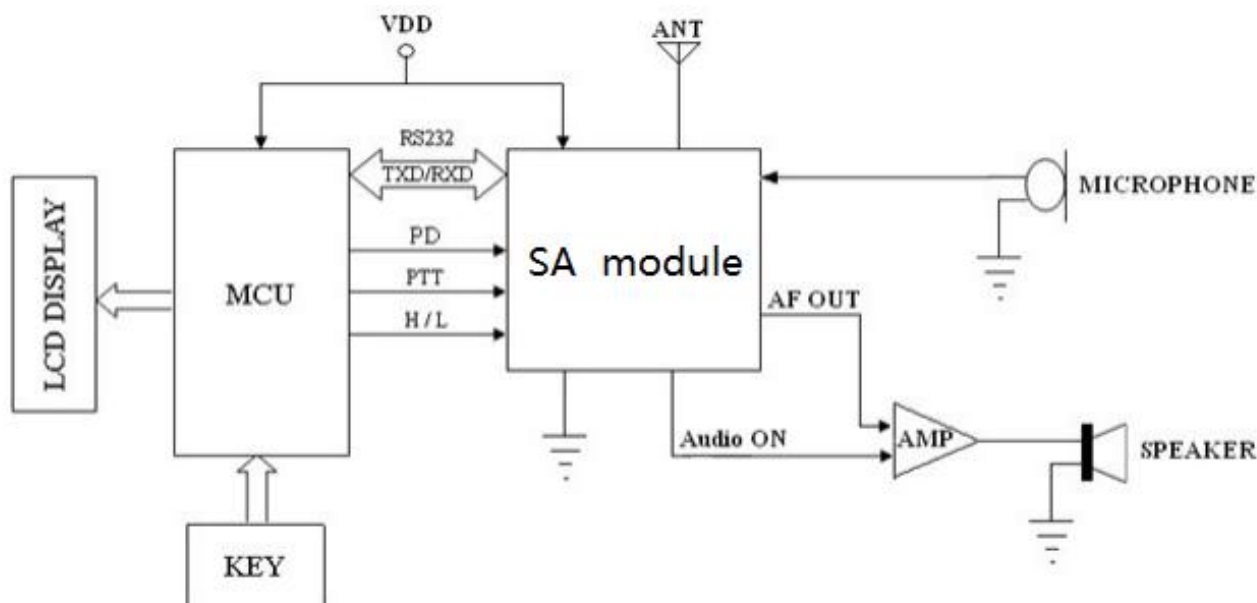 VDD
ANT
RS232
TXD/RXD
MICROPHONE
PD
SA module
LCD DISPLAY
MCU
PTT
AF OUT
H / L
Audio ON
AMP
SPEAKER
KEY